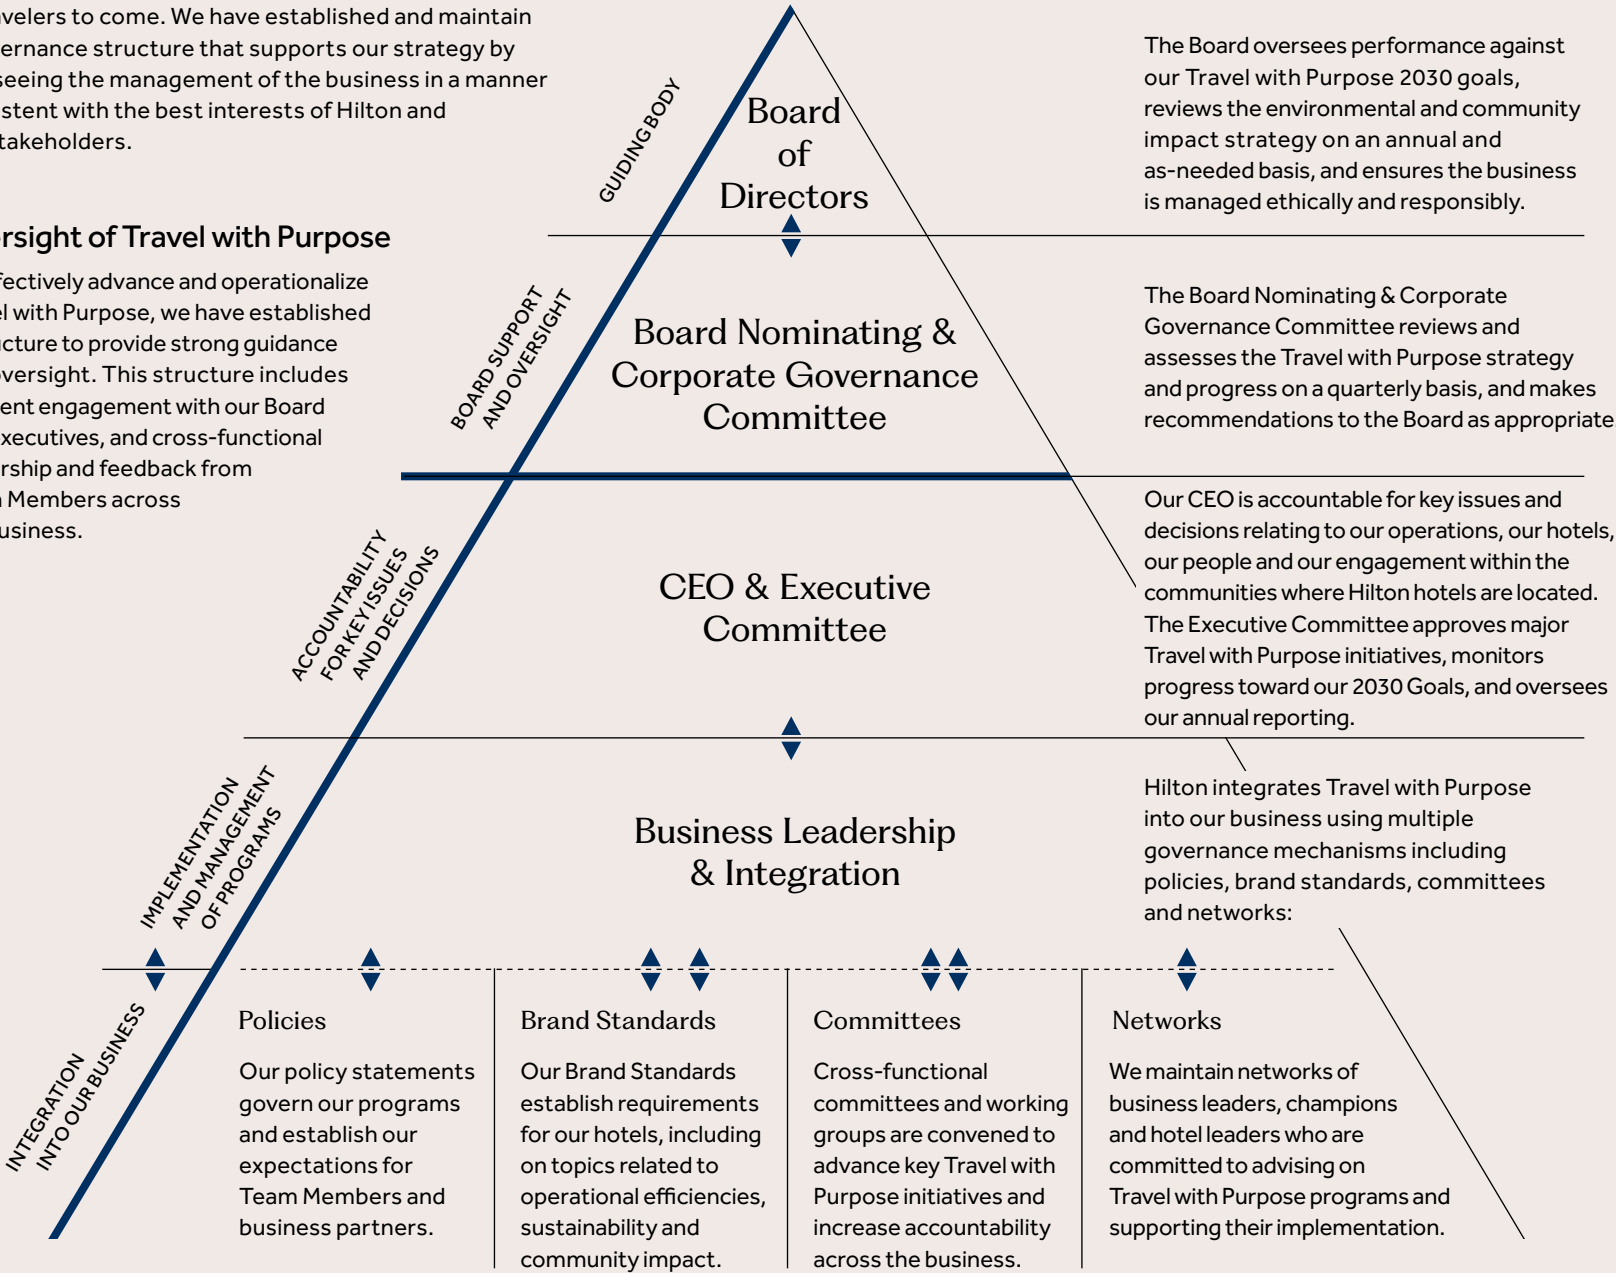 avelers to come. We have established and maintain
ernance structure that supports our strategy by
seeing the management of the business in a manner
istent with the best interests of Hilton and
takeholders.
ersight of Travel with Purpose
fectively advance and operationalize
el with Purpose, we have established
ucture to provide strong guidance
oversight. This structure includes
ent engagement with our Board
xecutives, and cross-functional
rship and feedback from
Members across
usiness.
GUIDING BODY
Board
of
Directors
The Board oversees performance against
our Travel with Purpose 2030 goals,
reviews the environmental and community
impact strategy on an annual and
as-needed basis, and ensures the business
is managed ethically and responsibly.
BOARD SUPPORT
AND OVERSIGHT
Board Nominating &
Corporate Governance
Committee
The Board Nominating & Corporate
Governance Committee reviews and
assesses the Travel with Purpose strategy
and progress on a quarterly basis, and makes
recommendations to the Board as appropriate
ACCOUNTABILITY
FOR KEY ISSUES
AND DECISIONS
CEO & Executive
Committee
Our CEO is accountable for key issues and
decisions relating to our operations, our hotels,
our people and our engagement within the
communities where Hilton hotels are located.
The Executive Committee approves major
Travel with Purpose initiatives, monitors
progress toward our 2030 Goals, and oversees
our annual reporting.
IMPLEMENTATION
AND MANAGEMENT
OF PROGRAMS
Business Leadership
& Integration
Hilton integrates Travel with Purpose
into our business using multiple
governance mechanisms including
policies, brand standards, committees
and networks:
INTEGRATION
INTO OUR BUSINESS
Policies
Our policy statements
govern our programs
and establish our
expectations for
Team Members and
business partners.
Brand Standards
Our Brand Standards
establish requirements
for our hotels, including
on topics related to
operational efficiencies,
sustainability and
community impact.
Committees
Cross-functional
committees and working
groups are convened to
advance key Travel with
Purpose initiatives and
increase accountability
across the business.
Networks
We maintain networks of
business leaders, champions
and hotel leaders who are
committed to advising on
Travel with Purpose programs and
supporting their implementation.